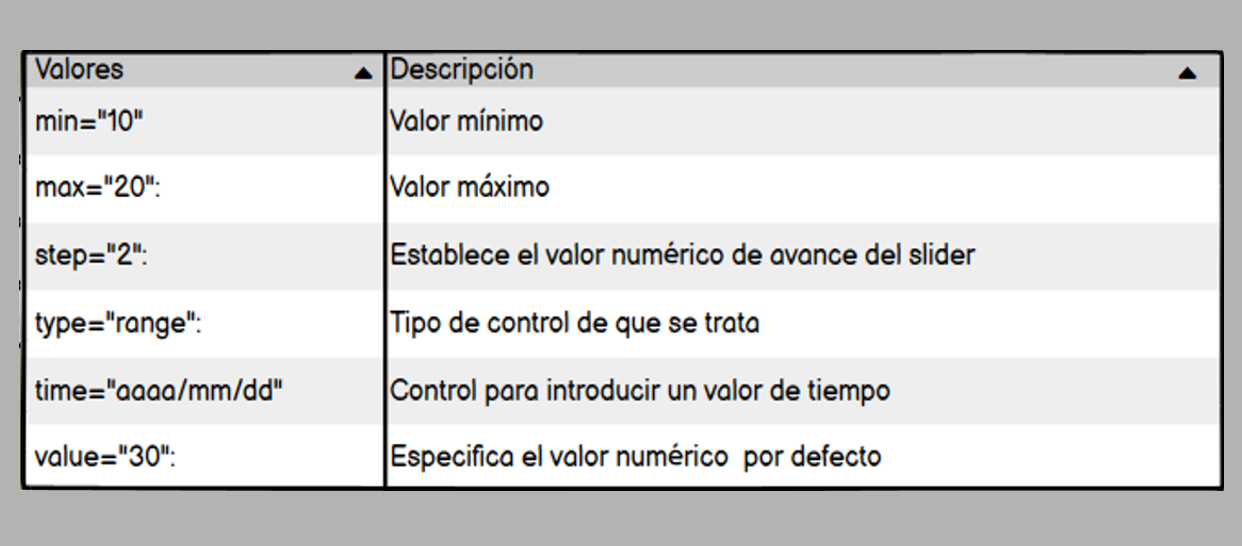 Valores Descripción
min="10" Valor mínimo
max="20": Valor máximo
step="2": Establece el valor numérico de avance del slider
type="range": Tipo de control de que se trata
time="aaaa/mm/dd" Control para introducir un valor de tiempo
value="30": Especifica el valor numérico por defecto